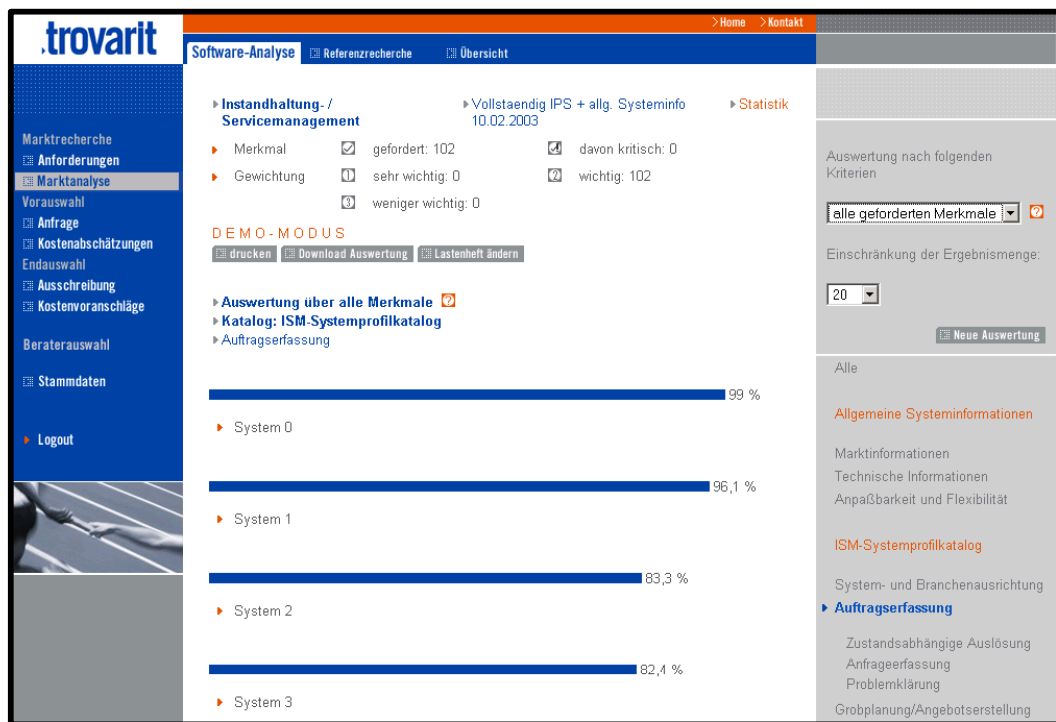 .trovarit
Home Kontakt
Software-Analyse Referenzrecherche Übersicht
Marktrecherche
Anforderungen
Marktanalyse
Vorauswahl
Anfrage
Kostenabschätzungen
Endauswahl
Ausschreibung
Kostenvoranschläge
Beraterauswahl
Stammdaten
Logout
Instandhaltung- /
Servicemanagement
Vollstaendig IPS + allg. Systeminfo
10.02.2003
Statistik
Merkmal gefordert: 102 davon kritisch: 0
Gewichtung 1 sehr wichtig: 0 2 wichtig: 102
3 weniger wichtig: 0
DEMO-MODUS
drucken Download Auswertung Lastenheft ändern
Auswertung über alle Merkmale ?
Katalog: ISM-Systemprofilkatalog
Auftragserfassung
99 %
System 0
96,1 %
System 1
83,3 %
System 2
82,4 %
System 3
Auswertung nach folgenden
Kriterien
alle geforderten Merkmale ?
Einschränkung der Ergebnismenge:
20
Neue Auswertung
Alle
Allgemeine Systeminformationen
Marktinformationen
Technische Informationen
Anpaßbarkeit und Flexibilität
ISM-Systemprofilkatalog
System- und Branchenausrichtung
Auftragserfassung
Zustandsabhängige Auslösung
Anfrageerfassung
Problemklärung
Grobplanung/Angebotserstellung